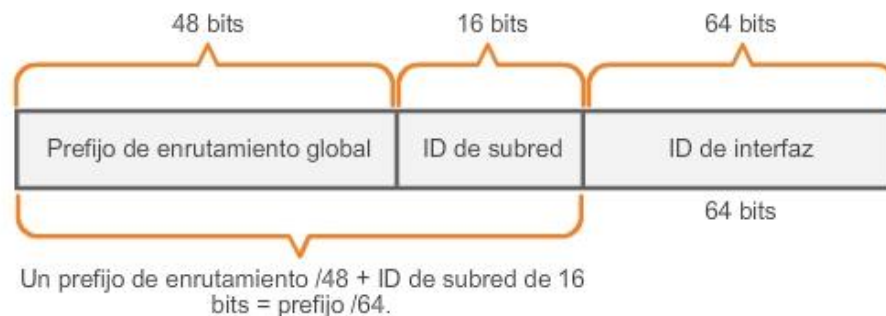 48 bits
16 bits
64 bits
Prefijo de enrutamiento global
ID de subred
ID de interfaz
64 bits
Un prefijo de enrutamiento /48 + ID de subred de 16
bits = prefijo /64.